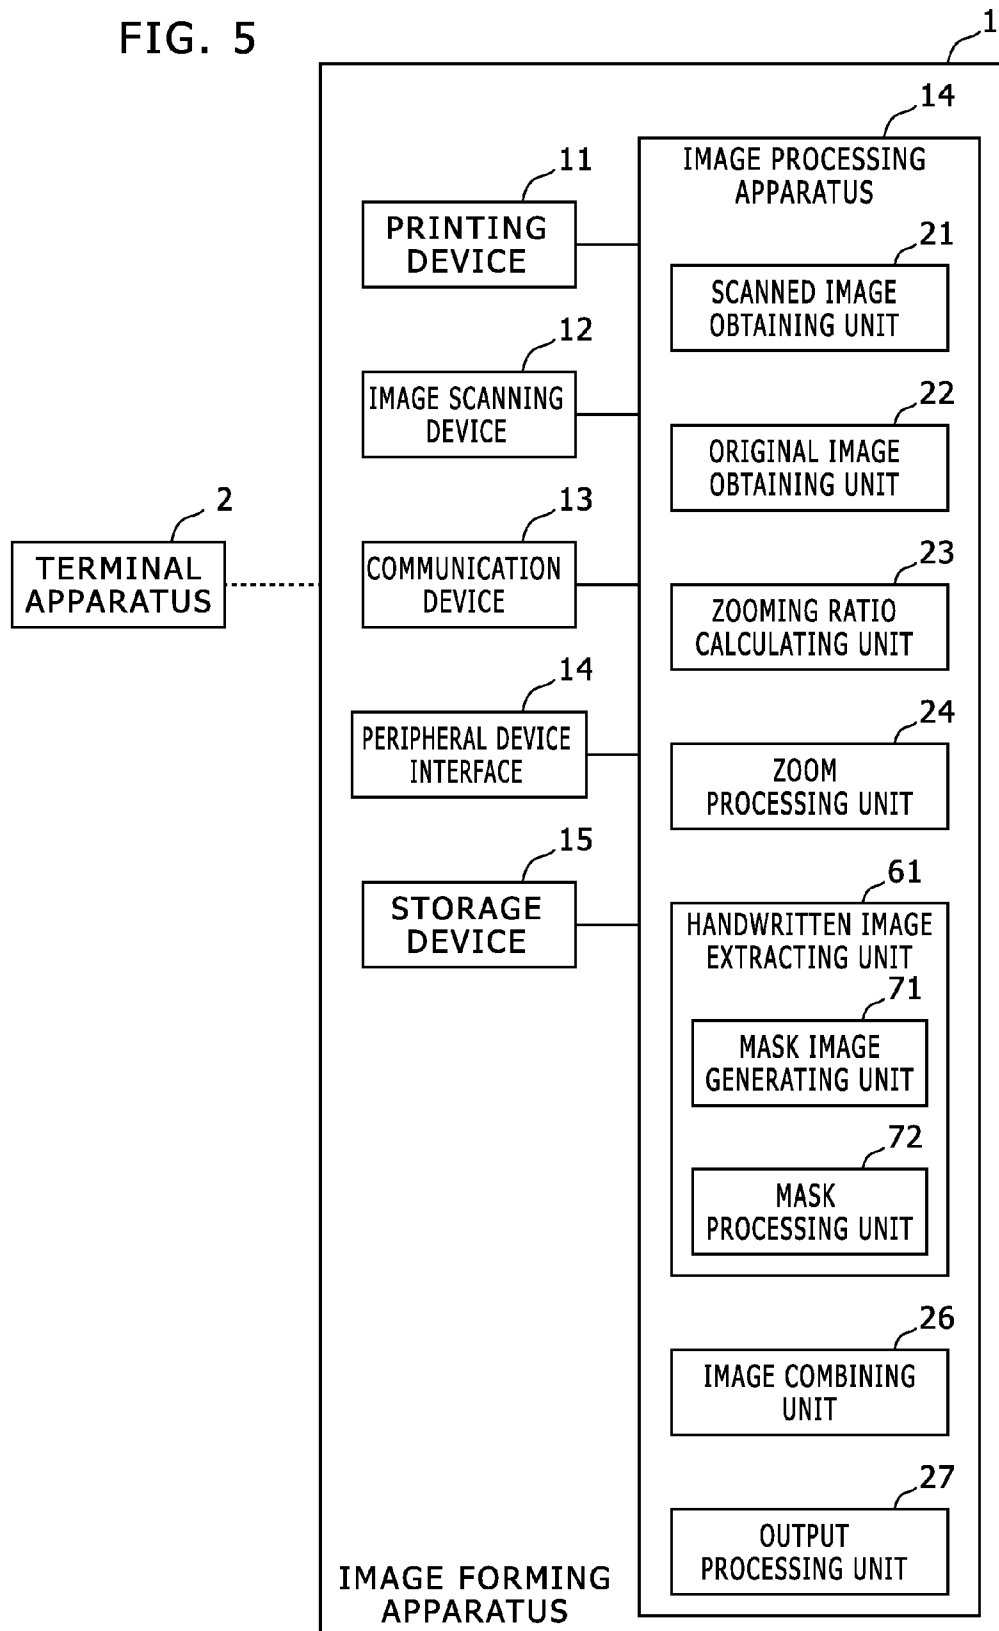 FIG. 5
1
14
IMAGE PROCESSING
APPARATUS
11
PRINTING
DEVICE
21
SCANNED IMAGE
OBTAINING UNIT
12
IMAGE SCANNING
DEVICE
22
ORIGINAL IMAGE
OBTAINING UNIT
2
TERMINAL
APPARATUS
13
COMMUNICATION
DEVICE
23
ZOOMING RATIO
CALCULATING UNIT
14
PERIPHERAL DEVICE
INTERFACE
24
ZOOM
PROCESSING UNIT
15
STORAGE
DEVICE
61
HANDWRITTEN IMAGE
EXTRACTING UNIT
71
MASK IMAGE
GENERATING UNIT
72
MASK
PROCESSING UNIT
26
IMAGE COMBINING
UNIT
27
OUTPUT
PROCESSING UNIT
IMAGE FORMING
APPARATUS